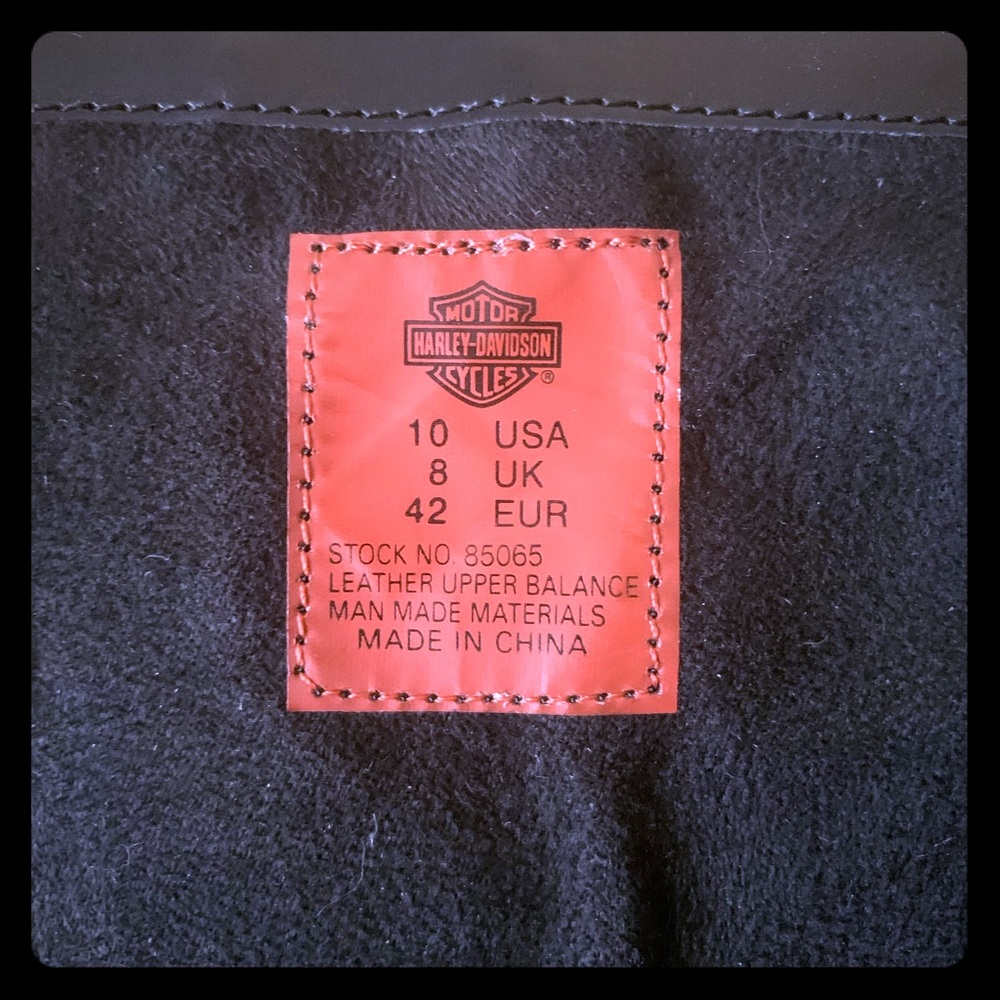 MOTOR
HARLEY-DAVIDSON
CYCLES ®
10 USA
8 UK
42 EUR
STOCK NO. 85065
LEATHER UPPER BALANCE
MAN MADE MATERIALS
MADE IN CHINA